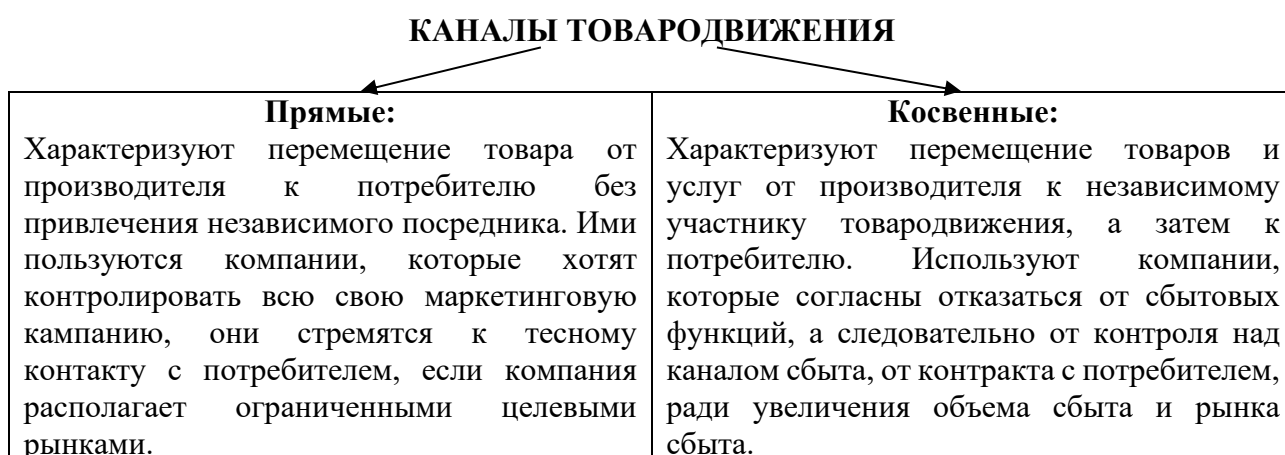 КАНАЛЫ ТОВАРОДВИЖЕНИЯ
Прямые:
Характеризуют перемещение товара от
производителя к потребителю без
привлечения независимого посредника. Ими
пользуются компании, которые хотят
контролировать всю свою маркетинговую
кампанию, они стремятся к тесному
контакту с потребителем, если компания
располагает ограниченными целевыми
рынками.
Косвенные:
Характеризуют перемещение товаров и
услуг от производителя к независимому
участнику товародвижения, а затем к
потребителю. Используют компании,
которые согласны отказаться от сбытовых
функций, а следовательно от контроля над
каналом сбыта, от контракта с потребителем,
ради увеличения объема сбыта и рынка
сбыта.